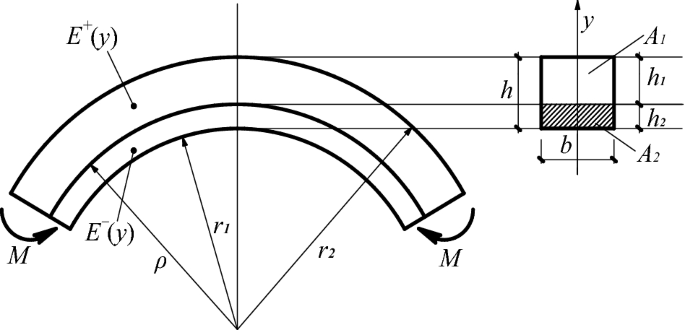 E⁺(y)
y
A₁
h
h₁
h₂
b
A₂
E⁻(y)
r₁
r₂
ρ
M
M